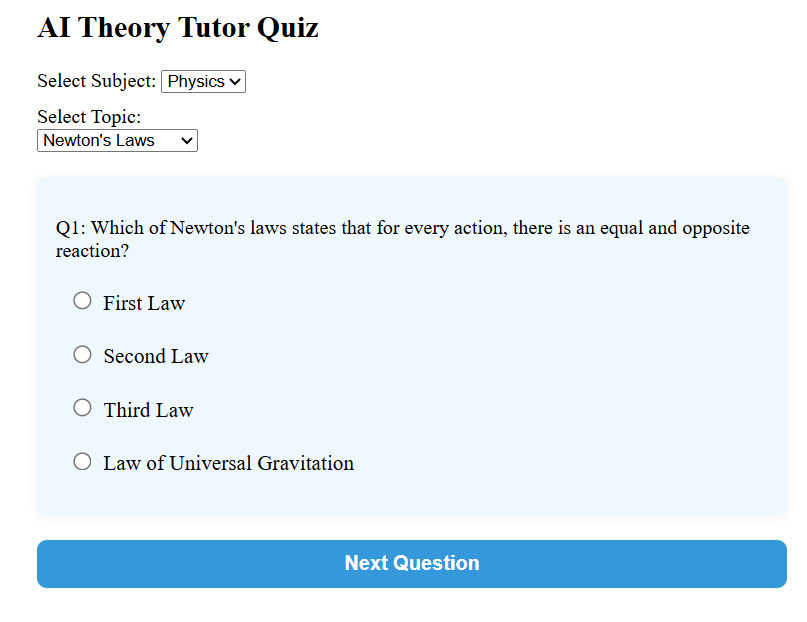 AI Theory Tutor Quiz
Select Subject: Physics
Select Topic:
Newton's Laws
Q1: Which of Newton's laws states that for every action, there is an equal and opposite
reaction?
First Law
Second Law
Third Law
Law of Universal Gravitation
Next Question